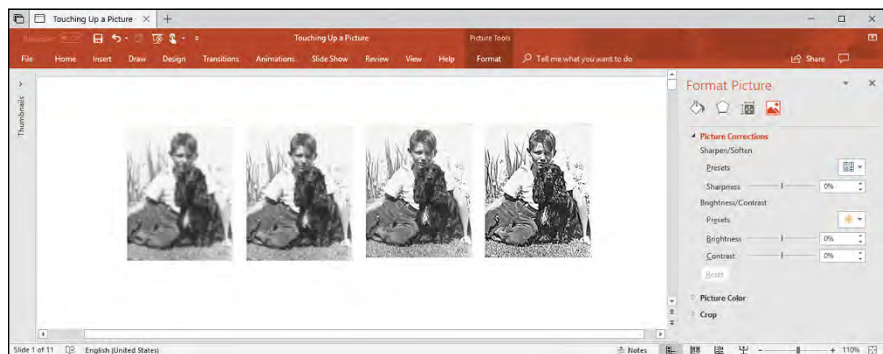 Touching Up a Picture
Touching Up a Picture Picture Tools
File Home Insert Draw Design Transitions Animations Slide Show Review View Help Format Tell me what you want to do Share
Thumbnails
Format Picture
Picture Corrections
Sharpen/Soften
Presets
Sharpness 0%
Brightness/Contrast
Presets
Brightness 0%
Contrast 0%
Reset
Picture Color
Crop
Slide 1 of 11 English (United States) Notes 110%